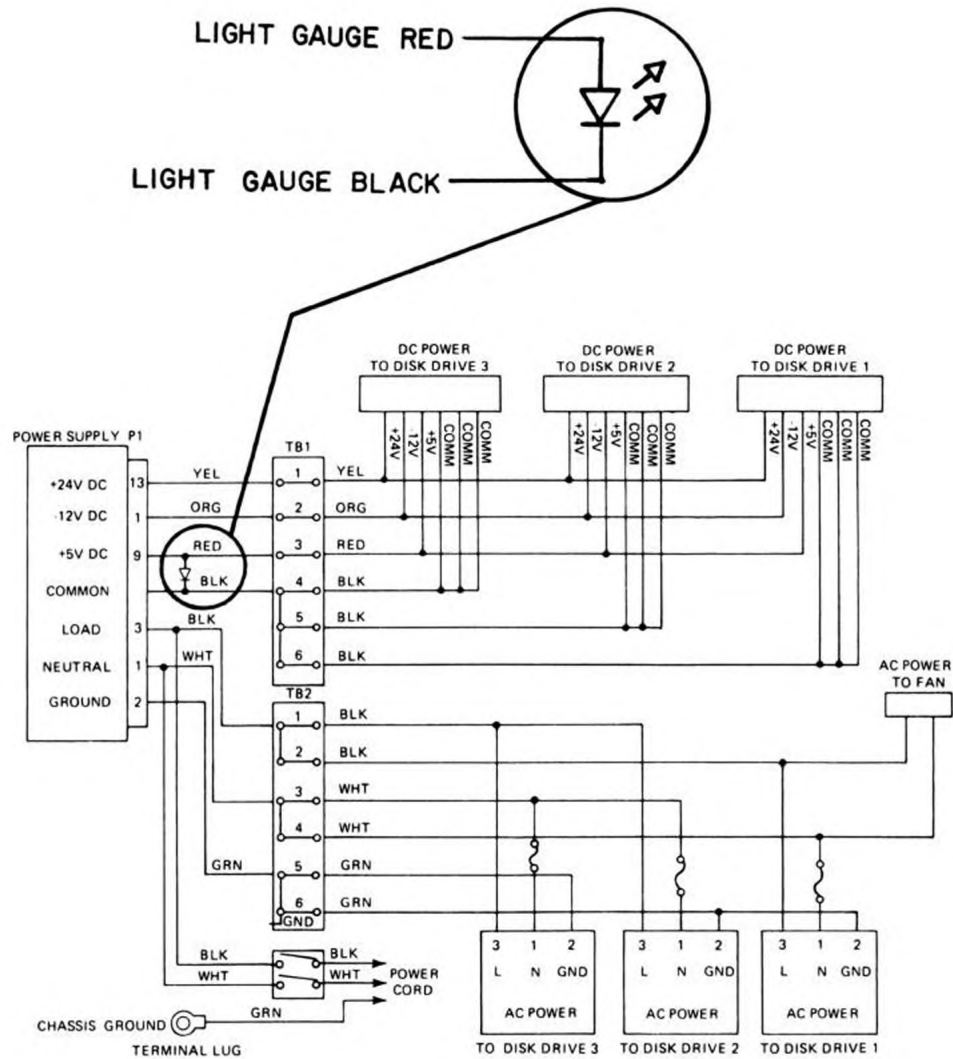 LIGHT GAUGE RED
LIGHT GAUGE BLACK
DC POWER
TO DISK DRIVE 3
DC POWER
TO DISK DRIVE 2
DC POWER
TO DISK DRIVE 1
+24V
-12V
+5V
COMM
COMM
COMM
+24V
-12V
+5V
COMM
COMM
COMM
+24V
-12V
+5V
COMM
COMM
COMM
POWER SUPPLY P1
TB1
+24V DC 13 YEL 1 YEL
-12V DC 1 ORG 2 ORG
+5V DC 9 RED 3 RED
COMMON BLK 4 BLK
LOAD 3 BLK 5 BLK
NEUTRAL 1 WHT 6 BLK
GROUND 2
AC POWER
TO FAN
TB2
1 BLK
2 BLK
3 WHT
4 WHT
GRN 5 GRN
6 GRN
GND
BLK BLK
WHT WHT
POWER
CORD
GRN
CHASSIS GROUND
TERMINAL LUG
3 1 2
L N GND
AC POWER
TO DISK DRIVE 3
3 1 2
L N GND
AC POWER
TO DISK DRIVE 2
3 1 2
L N GND
AC POWER
TO DISK DRIVE 1